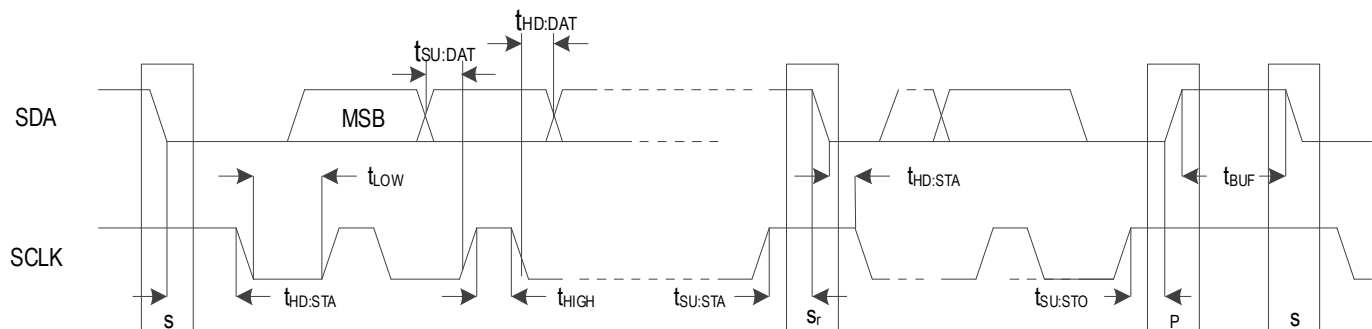 tHD:DAT
tSU:DAT
SDA
MSB
tLOW
tHD:STA
tBUF
SCLK
tHD:STA
tHIGH
tSU:STA
tSU:STO
S
Sr
P
S